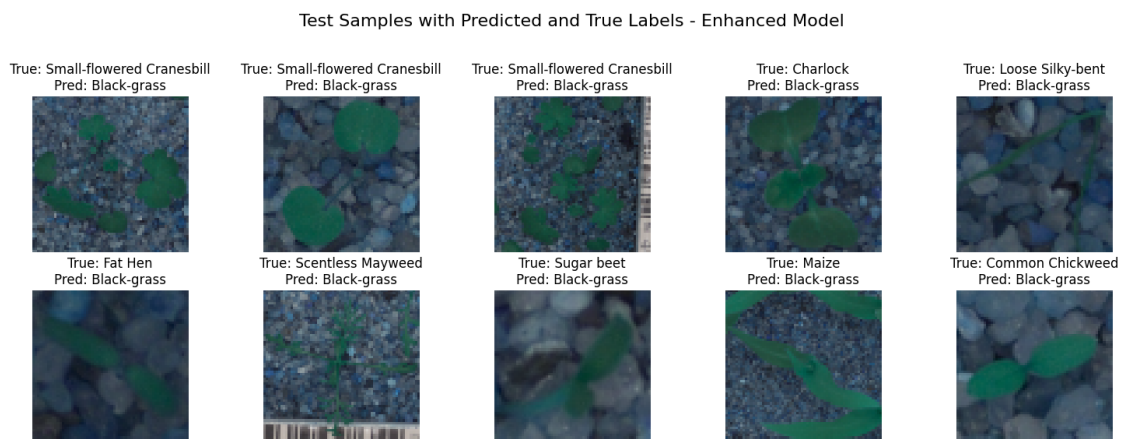 Test Samples with Predicted and True Labels - Enhanced Model
True: Small-flowered Cranesbill
Pred: Black-grass
True: Small-flowered Cranesbill
Pred: Black-grass
True: Small-flowered Cranesbill
Pred: Black-grass
True: Charlock
Pred: Black-grass
True: Loose Silky-bent
Pred: Black-grass
True: Fat Hen
Pred: Black-grass
True: Scentless Mayweed
Pred: Black-grass
True: Sugar beet
Pred: Black-grass
True: Maize
Pred: Black-grass
True: Common Chickweed
Pred: Black-grass